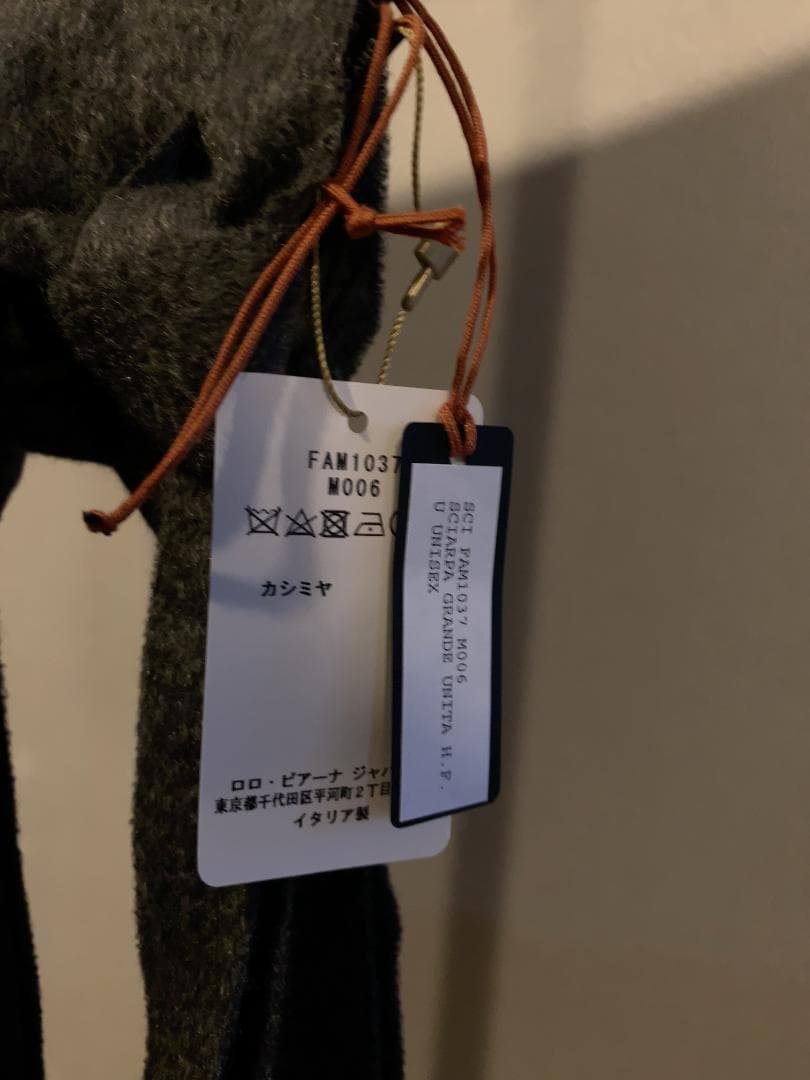 FAM1037
M006
カシミヤ
ロロ・ピアーナ ジャパ
東京都千代田区平河町2丁目
イタリア製
SCI FAM1037 M006
SCIARPA GRANDE UNITA H.F.
U UNISEX